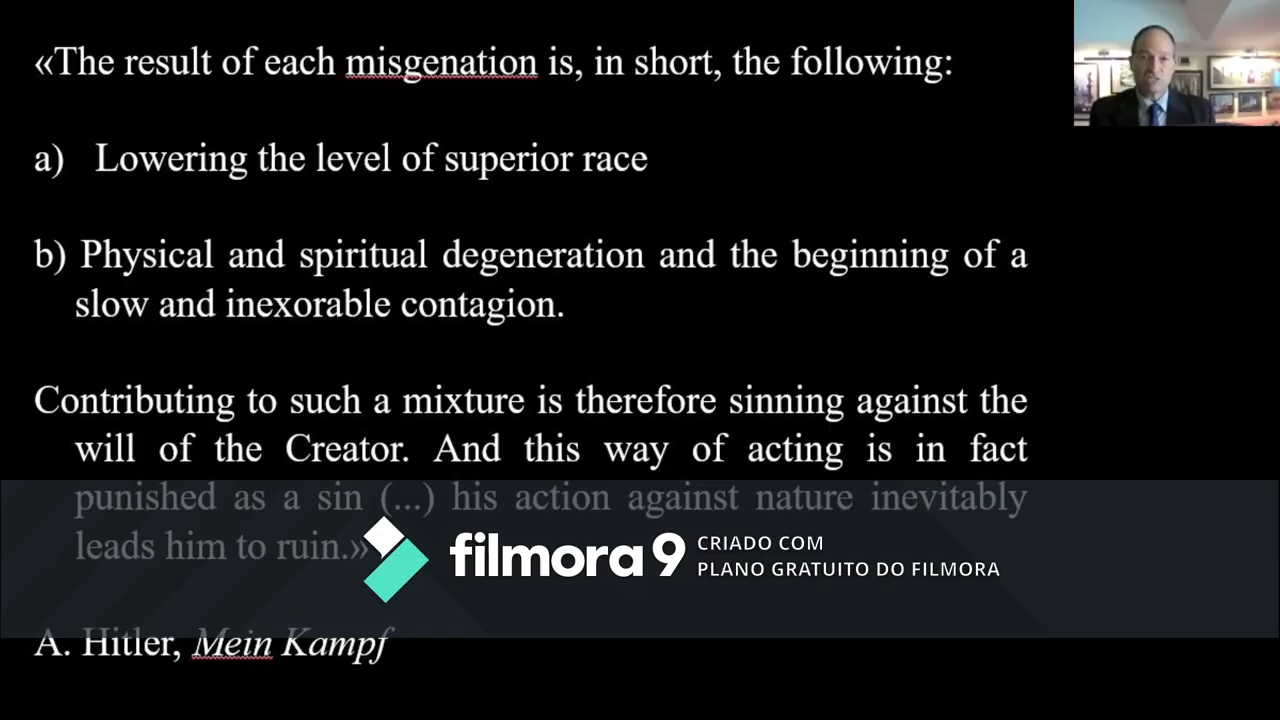 «The result of each misgenation is, in short, the following:
a) Lowering the level of superior race
b) Physical and spiritual degeneration and the beginning of a
slow and inexorable contagion.
Contributing to such a mixture is therefore sinning against the
will of the Creator. And this way of acting is in fact
punished as a sin (...) his action against nature inevitably
leads him to ruin.»
filmora 9
CRIADO COM
PLANO GRATUITO DO FILMORA
A. Hitler, Mein Kampf